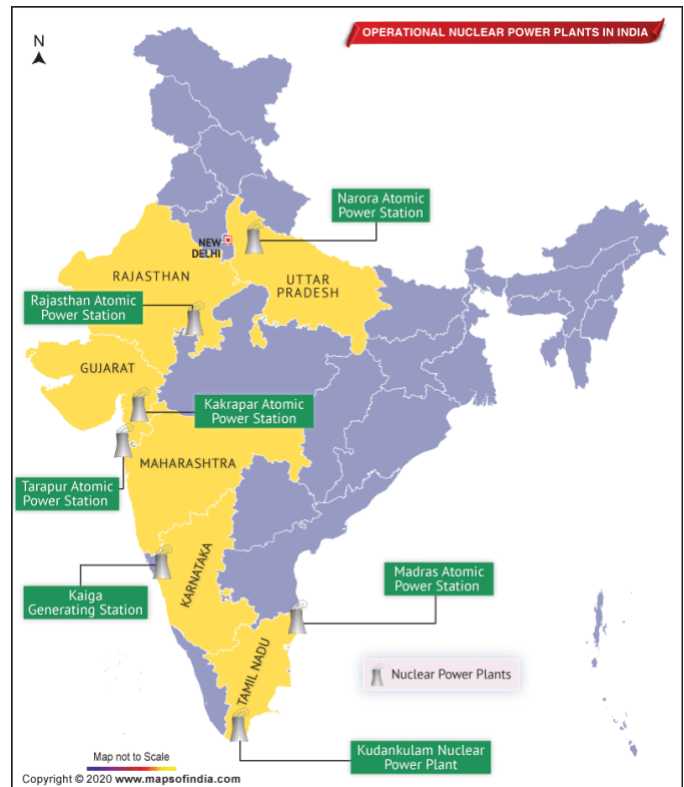 OPERATIONAL NUCLEAR POWER PLANTS IN INDIA
N
Narora Atomic
Power Station
NEW
DELHI
RAJASTHAN
UTTAR
PRADESH
Rajasthan Atomic
Power Station
GUJARAT
Kakrapar Atomic
Power Station
MAHARASHTRA
Tarapur Atomic
Power Station
KARNATAKA
Kaiga
Generating Station
Madras Atomic
Power Station
TAMIL NADU
Nuclear Power Plants
Kudankulam Nuclear
Power Plant
Map not to Scale
Copyright © 2020 www.mapsofindia.com